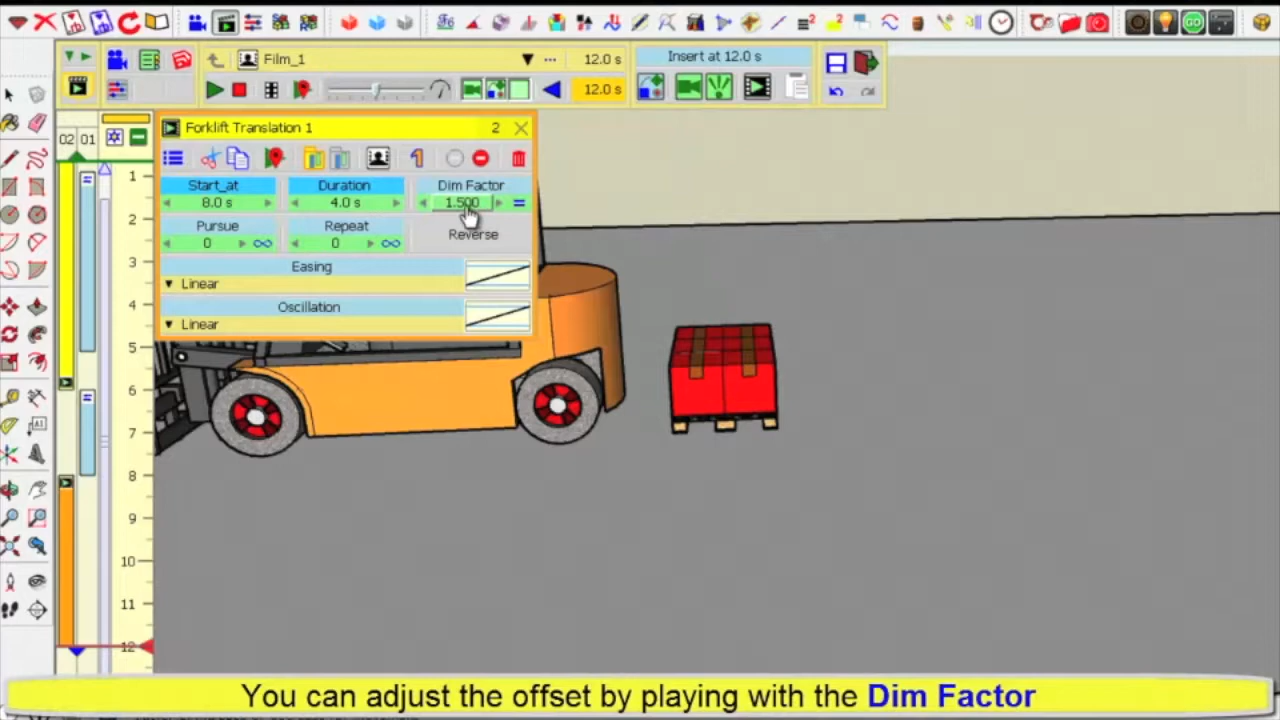 Film_1
12.0 s
Insert at 12.0 s
12.0 s
Forklift Translation 1
2
02 01
Start_at
Duration
Dim Factor
8.0 s
4.0 s
1.500
Pursue
Repeat
Reverse
0
0
Easing
Linear
Oscillation
Linear
1
2
3
4
5
6
7
8
9
10
11
12
You can adjust the offset by playing with the Dim Factor